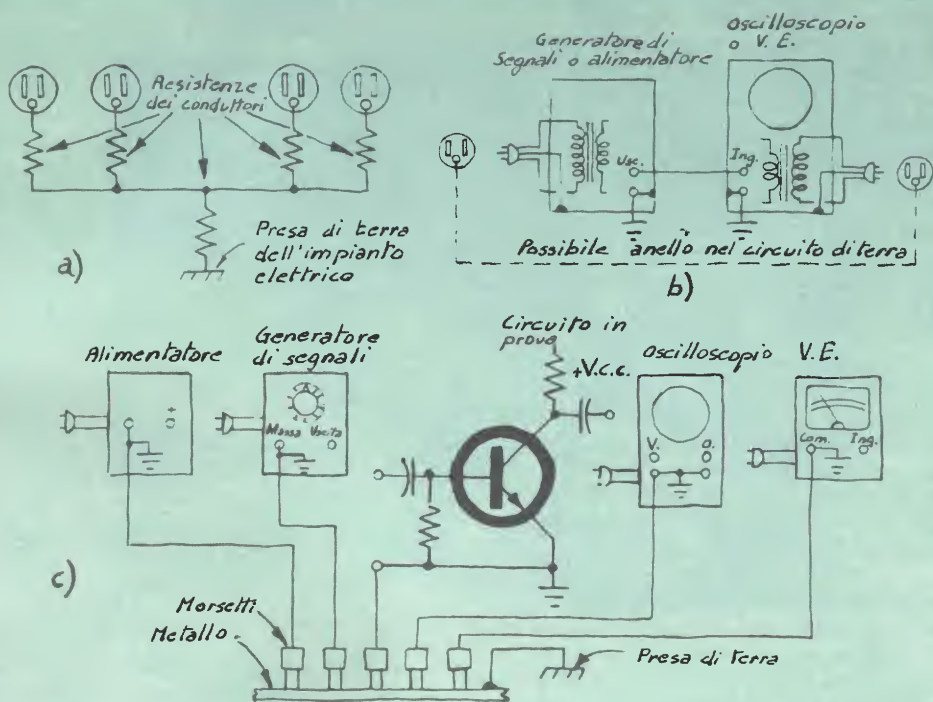 Resistenze
dei conduttori
Presa di terra
dell'impianto
elettrico
a)
Generatore di
Segnali o alimentatore
Oscilloscopio
o V. E.
Usc.
Ing.
Possibile anello nel circuito di terra
b)
Alimentatore
+
Generatore
di segnali
Massa Uscita
Circuito in
prova
+V.c.c.
Oscilloscopio
V.
O.
V.E.
Com. Ing.
c)
Morsetti
Metallo
Presa di terra